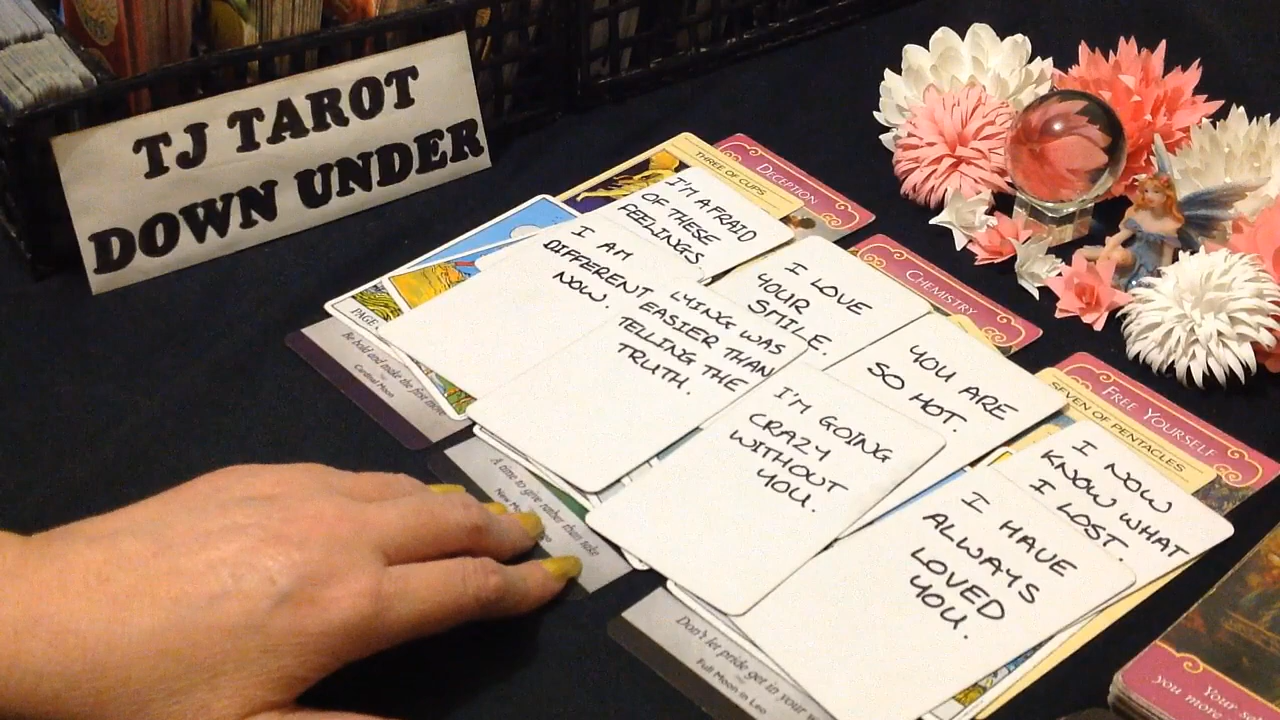 TJ TAROT
DOWN UNDER
DECEPTION
THREE OF CUPS
I'M AFRAID
OF THESE
FEELINGS
I AM
DIFFERENT
NOW.
PAGE
Be bold and make the first move
Cardinal Moon
CHEMISTRY
I LOVE
YOUR
SMILE.
YOU ARE
SO HOT.
LYING WAS
EASIER THAN
TELLING THE
TRUTH.
I'M GOING
CRAZY
WITHOUT
YOU.
A time to give rather than take
New
FREE YOURSELF
SEVEN OF PENTACLES
I NOW
KNOW WHAT
I LOST.
I HAVE
ALWAYS
LOVED
YOU.
Don't let pride get in your
Full Moon in Leo
Your
you more